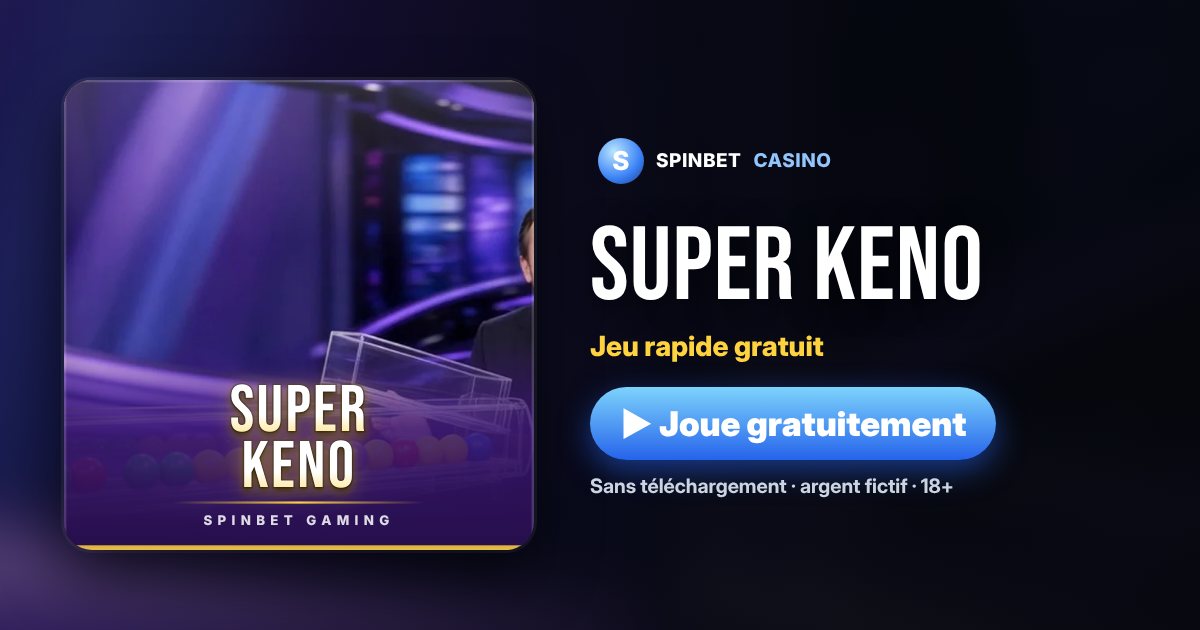 SUPER
KENO
SPINBET GAMING
S
SPINBET CASINO
SUPER KENO
Jeu rapide gratuit
▶ Joue gratuitement
Sans téléchargement · argent fictif · 18+